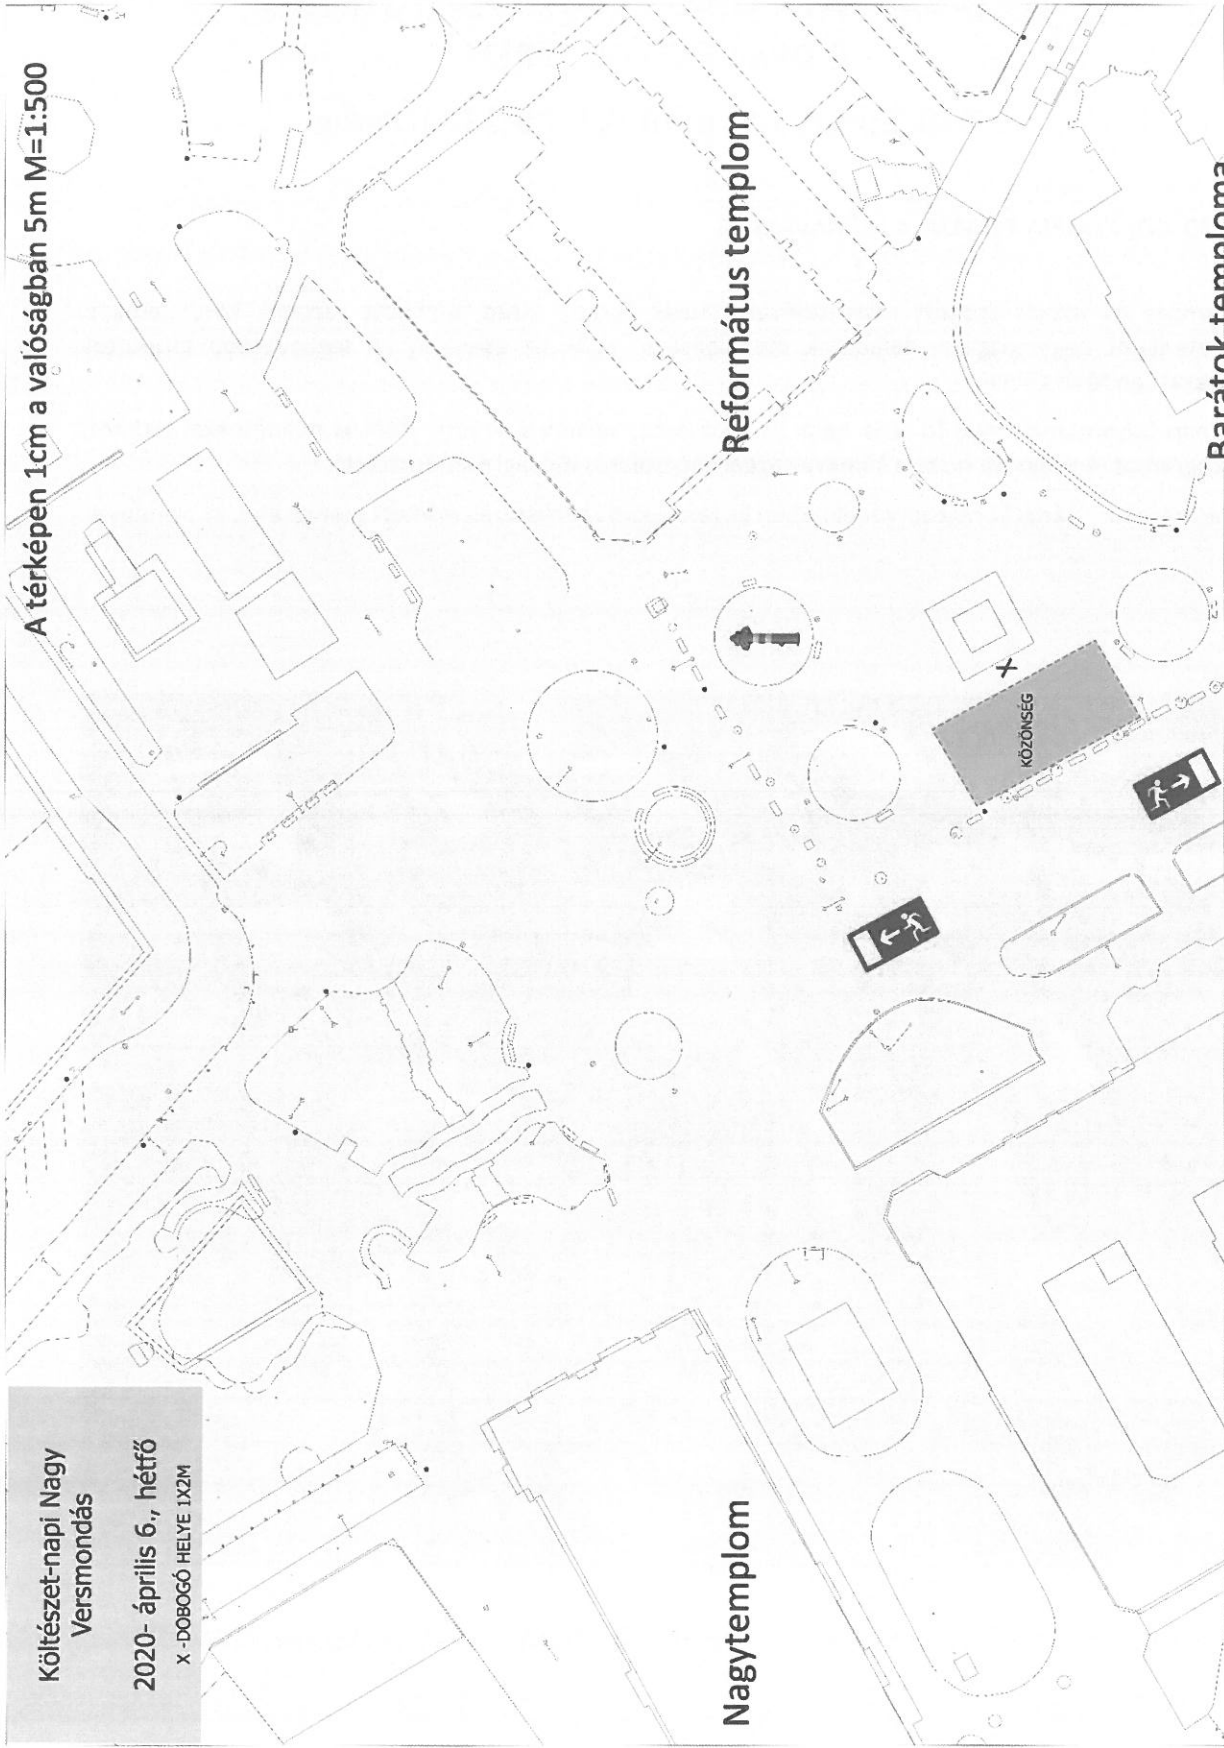 Költészet-napi Nagy
Versmondás
2020- április 6., hétfő
X -DOBOGÓ HELYE 1X2M
A térképen 1cm a valóságban 5m M=1:500
Nagytemplom
Református templom
X
KÖZÖNSÉG
Barátok temploma